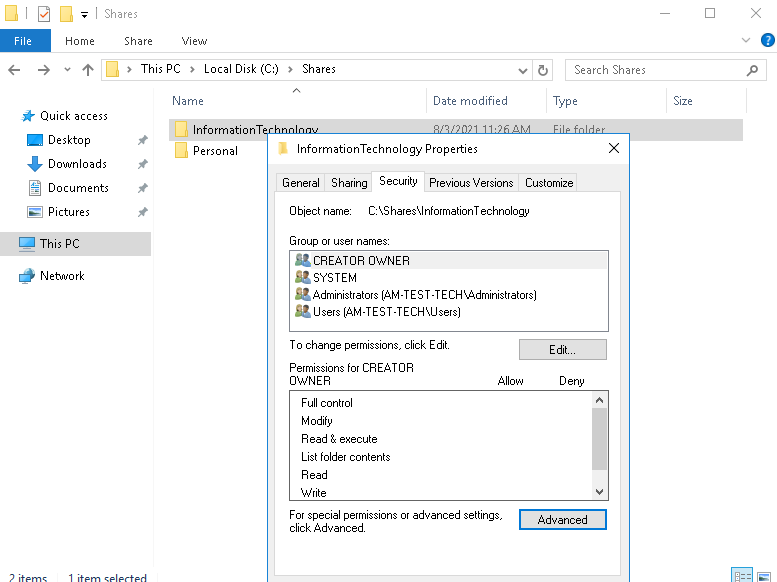 Shares
File Home Share View
This PC Local Disk (C:) Shares Search Shares
Name Date modified Type Size
Quick access
Desktop
Downloads
Documents
Pictures
This PC
Network
InformationTechnology 8/3/2021 11:26 AM File folder
Personal
InformationTechnology Properties
General Sharing Security Previous Versions Customize
Object name: C:\Shares\InformationTechnology
Group or user names:
CREATOR OWNER
SYSTEM
Administrators (AM-TEST-TECH\Administrators)
Users (AM-TEST-TECH\Users)
To change permissions, click Edit. Edit...
Permissions for CREATOR
OWNER Allow Deny
Full control
Modify
Read & execute
List folder contents
Read
Write
For special permissions or advanced settings,
click Advanced. Advanced
2 items 1 item selected